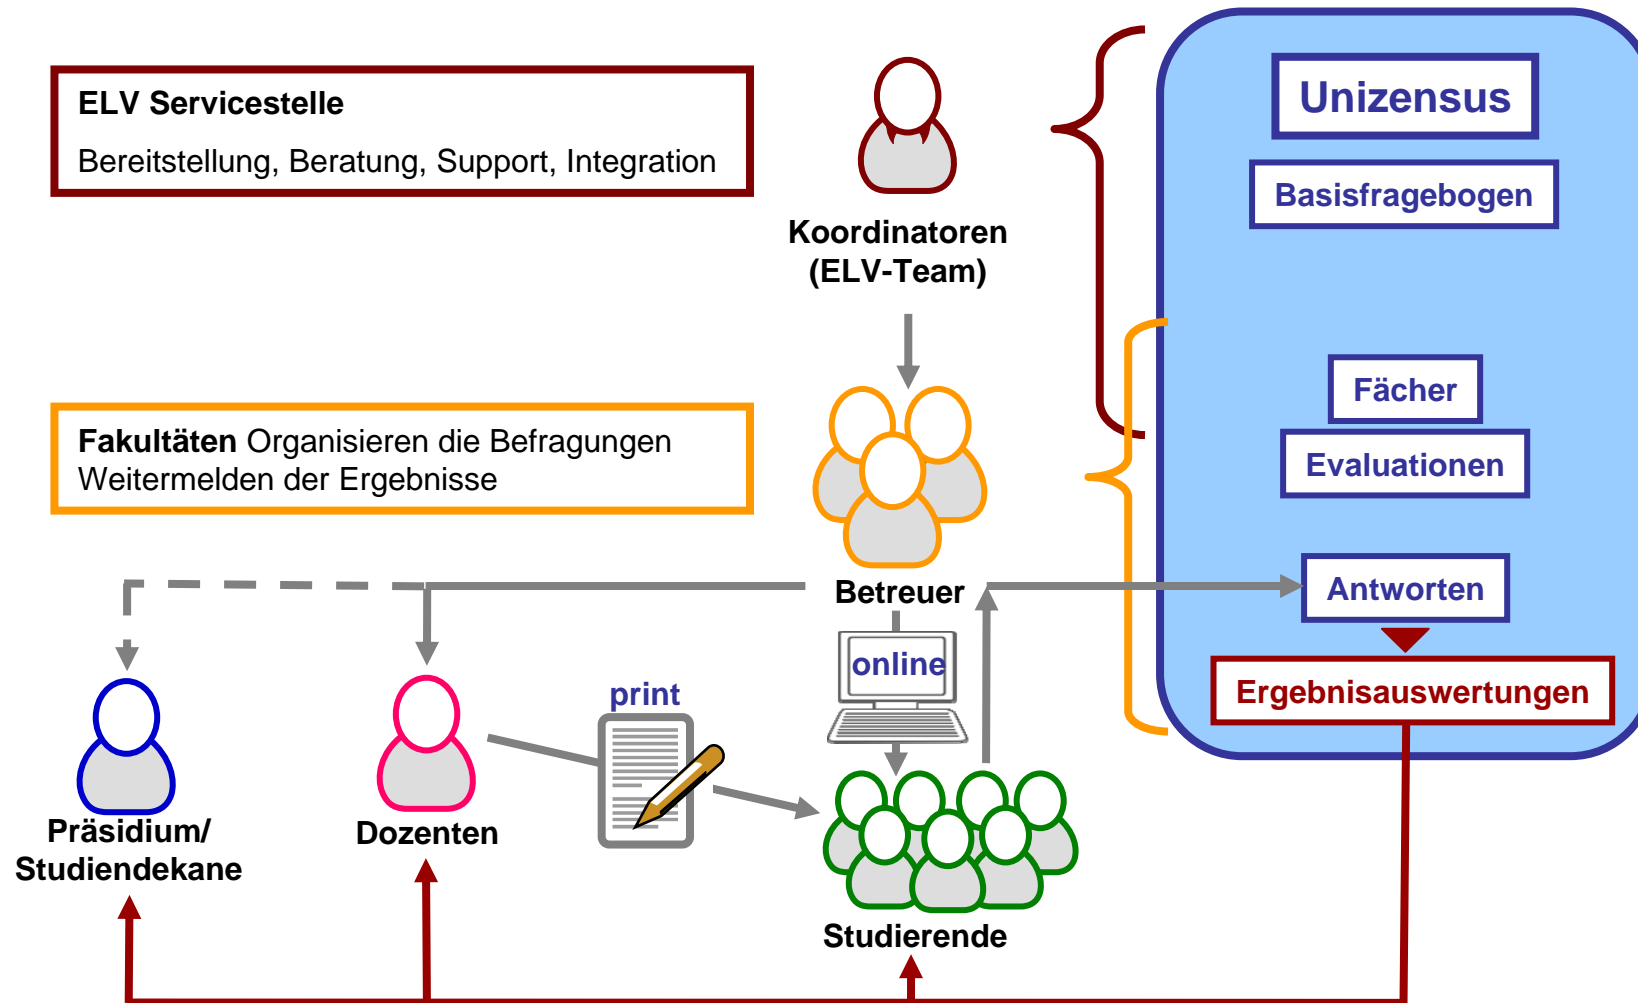 ELV Servicestelle
Bereitstellung, Beratung, Support, Integration
Koordinatoren
(ELV-Team)
Unizensus
Basisfragebogen
Fächer
Evaluationen
Fakultäten Organisieren die Befragungen
Weitermelden der Ergebnisse
Betreuer
Antworten
Ergebnisauswertungen
online
print
Präsidium/
Studiendekane
Dozenten
Studierende